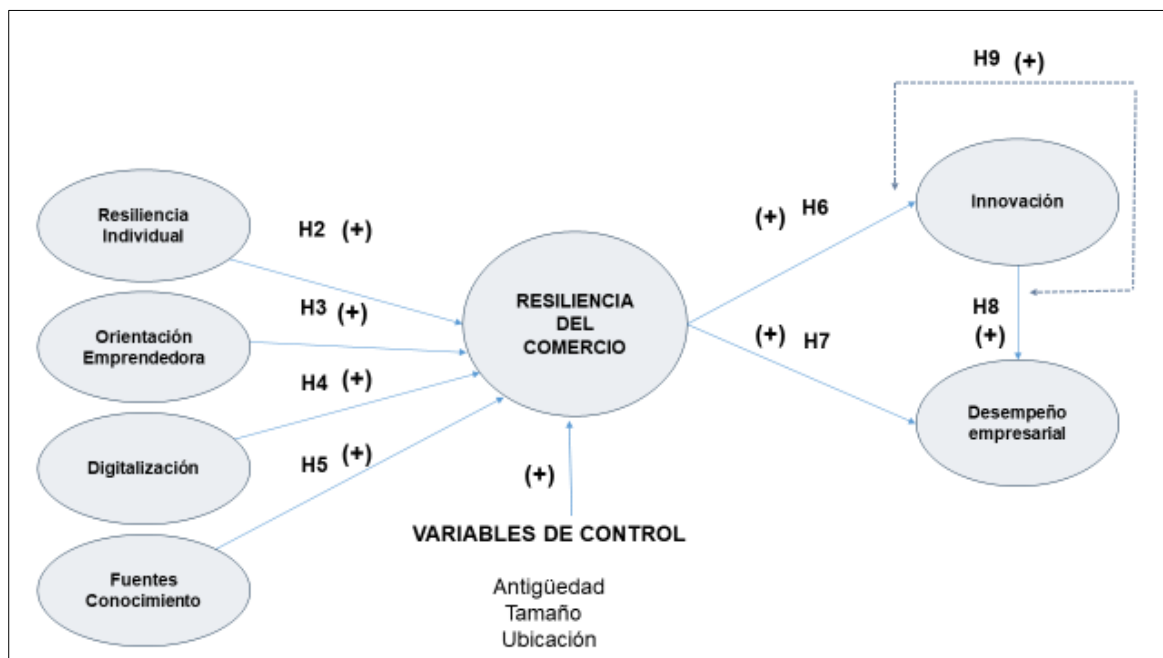 H9 (+)
Resiliencia
Individual
H2 (+)
(+) H6
Innovación
H3 (+)
RESILIENCIA
DEL
COMERCIO
Orientación
Emprendedora
H8
(+)
(+) H7
H4 (+)
Desempeño
empresarial
Digitalización
H5 (+)
(+)
VARIABLES DE CONTROL
Fuentes
Conocimiento
Antigüedad
Tamaño
Ubicación